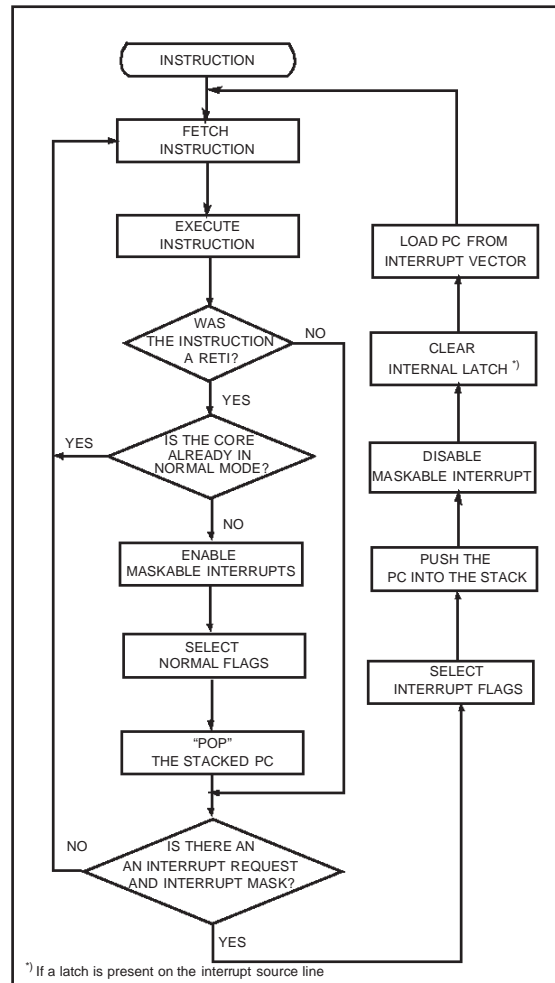 INSTRUCTION
FETCH
INSTRUCTION
EXECUTE
INSTRUCTION
WAS
THE INSTRUCTION
A RETI?
NO
YES
IS THE CORE
ALREADY IN
NORMAL MODE?
YES
NO
ENABLE
MASKABLE INTERRUPTS
SELECT
NORMAL FLAGS
“POP”
THE STACKED PC
IS THERE AN
AN INTERRUPT REQUEST
AND INTERRUPT MASK?
NO
YES
SELECT
INTERRUPT FLAGS
PUSH THE
PC INTO THE STACK
DISABLE
MASKABLE INTERRUPT
CLEAR
INTERNAL LATCH *)
LOAD PC FROM
INTERRUPT VECTOR
*) If a latch is present on the interrupt source line